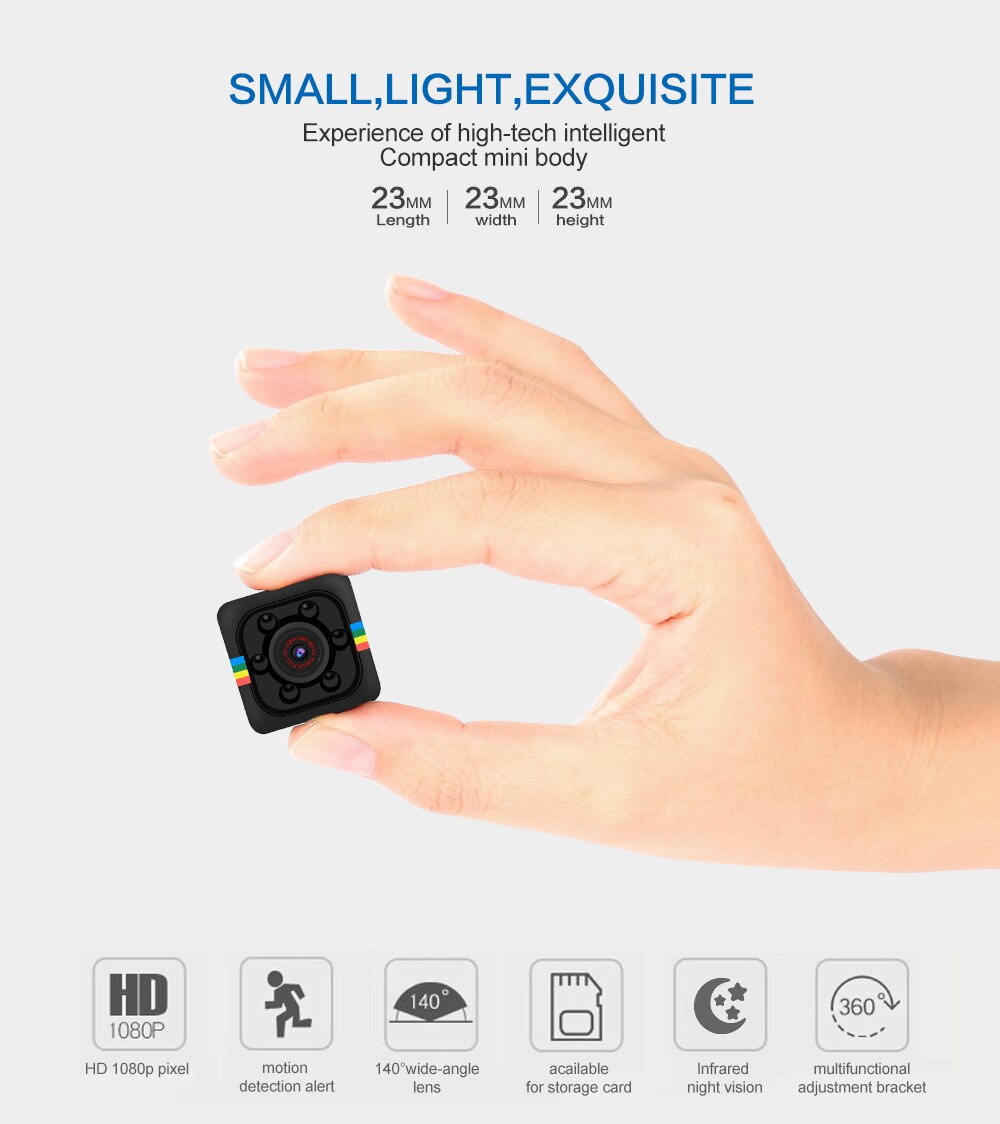 SMALL,LIGHT,EXQUISITE
Experience of high-tech intelligent
Compact mini body
23MM 23MM 23MM
Length width height
HD
1080P
140°
360°
HD 1080p pixel
motion
detection alert
140°wide-angle
lens
acailable
for storage card
Infrared
night vision
multifunctional
adjustment bracket